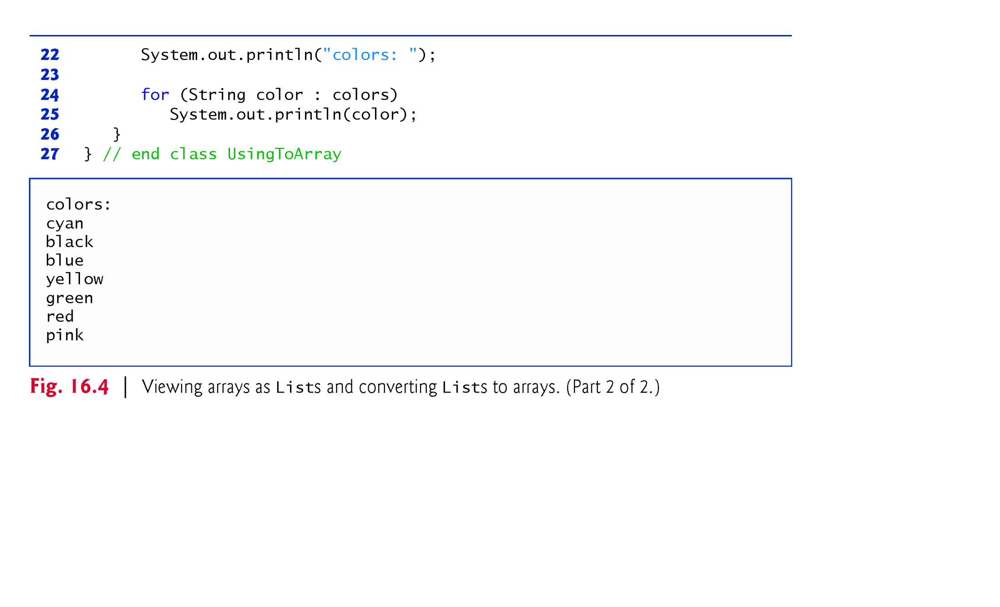 22 System.out.println("colors: ");
23
24 for (String color : colors)
25 System.out.println(color);
26 }
27 } // end class UsingToArray
colors:
cyan
black
blue
yellow
green
red
pink
Fig. 16.4 | Viewing arrays as Lists and converting Lists to arrays. (Part 2 of 2.)